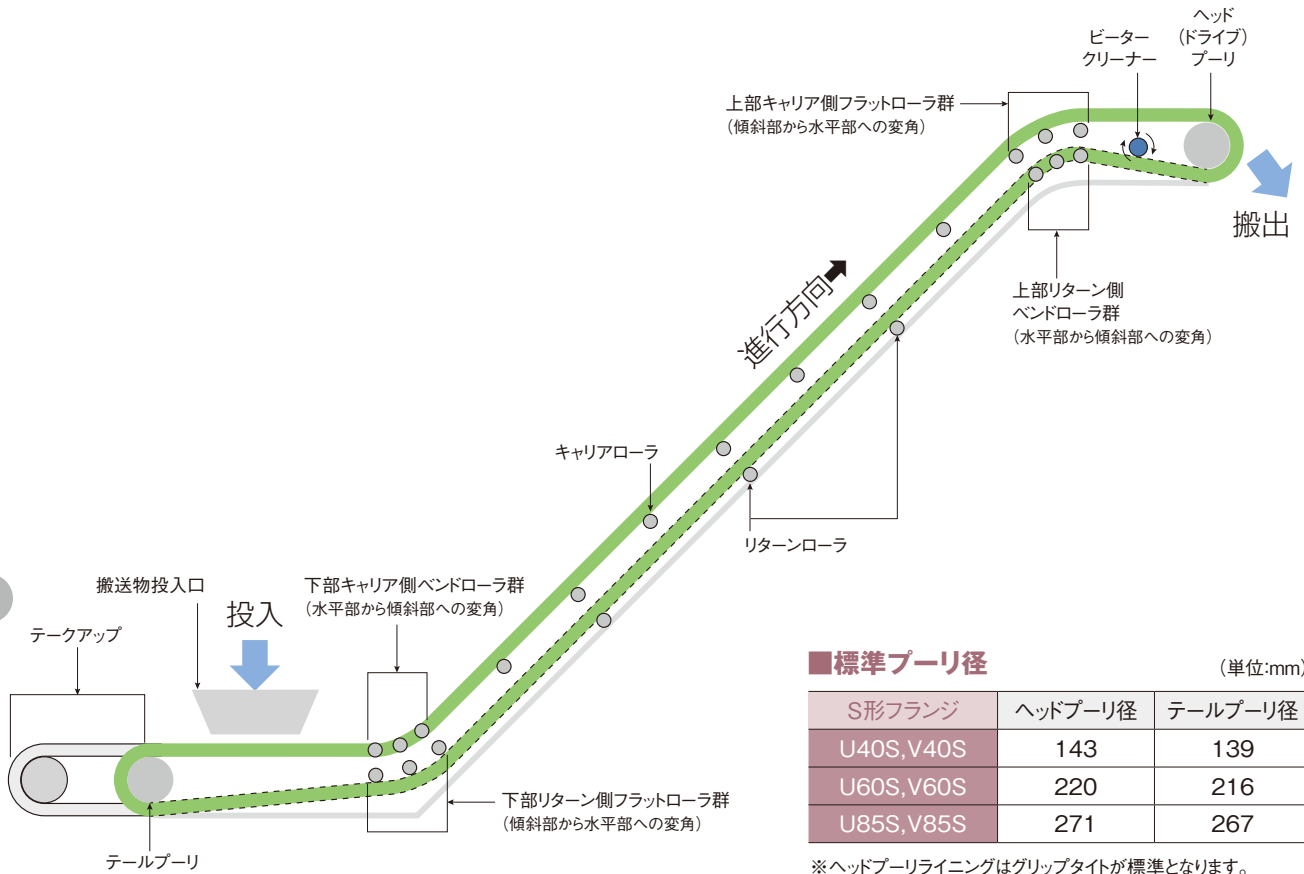 ヘッド
(ドライブ)
プーリ
ビーター
クリーナー
上部キャリア側フラットローラ群
(傾斜部から水平部への変角)
搬出
上部リターン側
ベンドローラ群
(水平部から傾斜部への変角)
進行方向
キャリアローラ
リターンローラ
搬送物投入口
投入
下部キャリア側ベンドローラ群
(水平部から傾斜部への変角)
テークアップ
下部リターン側フラットローラ群
(傾斜部から水平部への変角)
テールプーリ
■標準プーリ径 (単位:mm)
S形フランジ ヘッドプーリ径 テールプーリ径
U40S,V40S 143 139
U60S,V60S 220 216
U85S,V85S 271 267
※ヘッドプーリライニングはグリップタイトが標準となります。